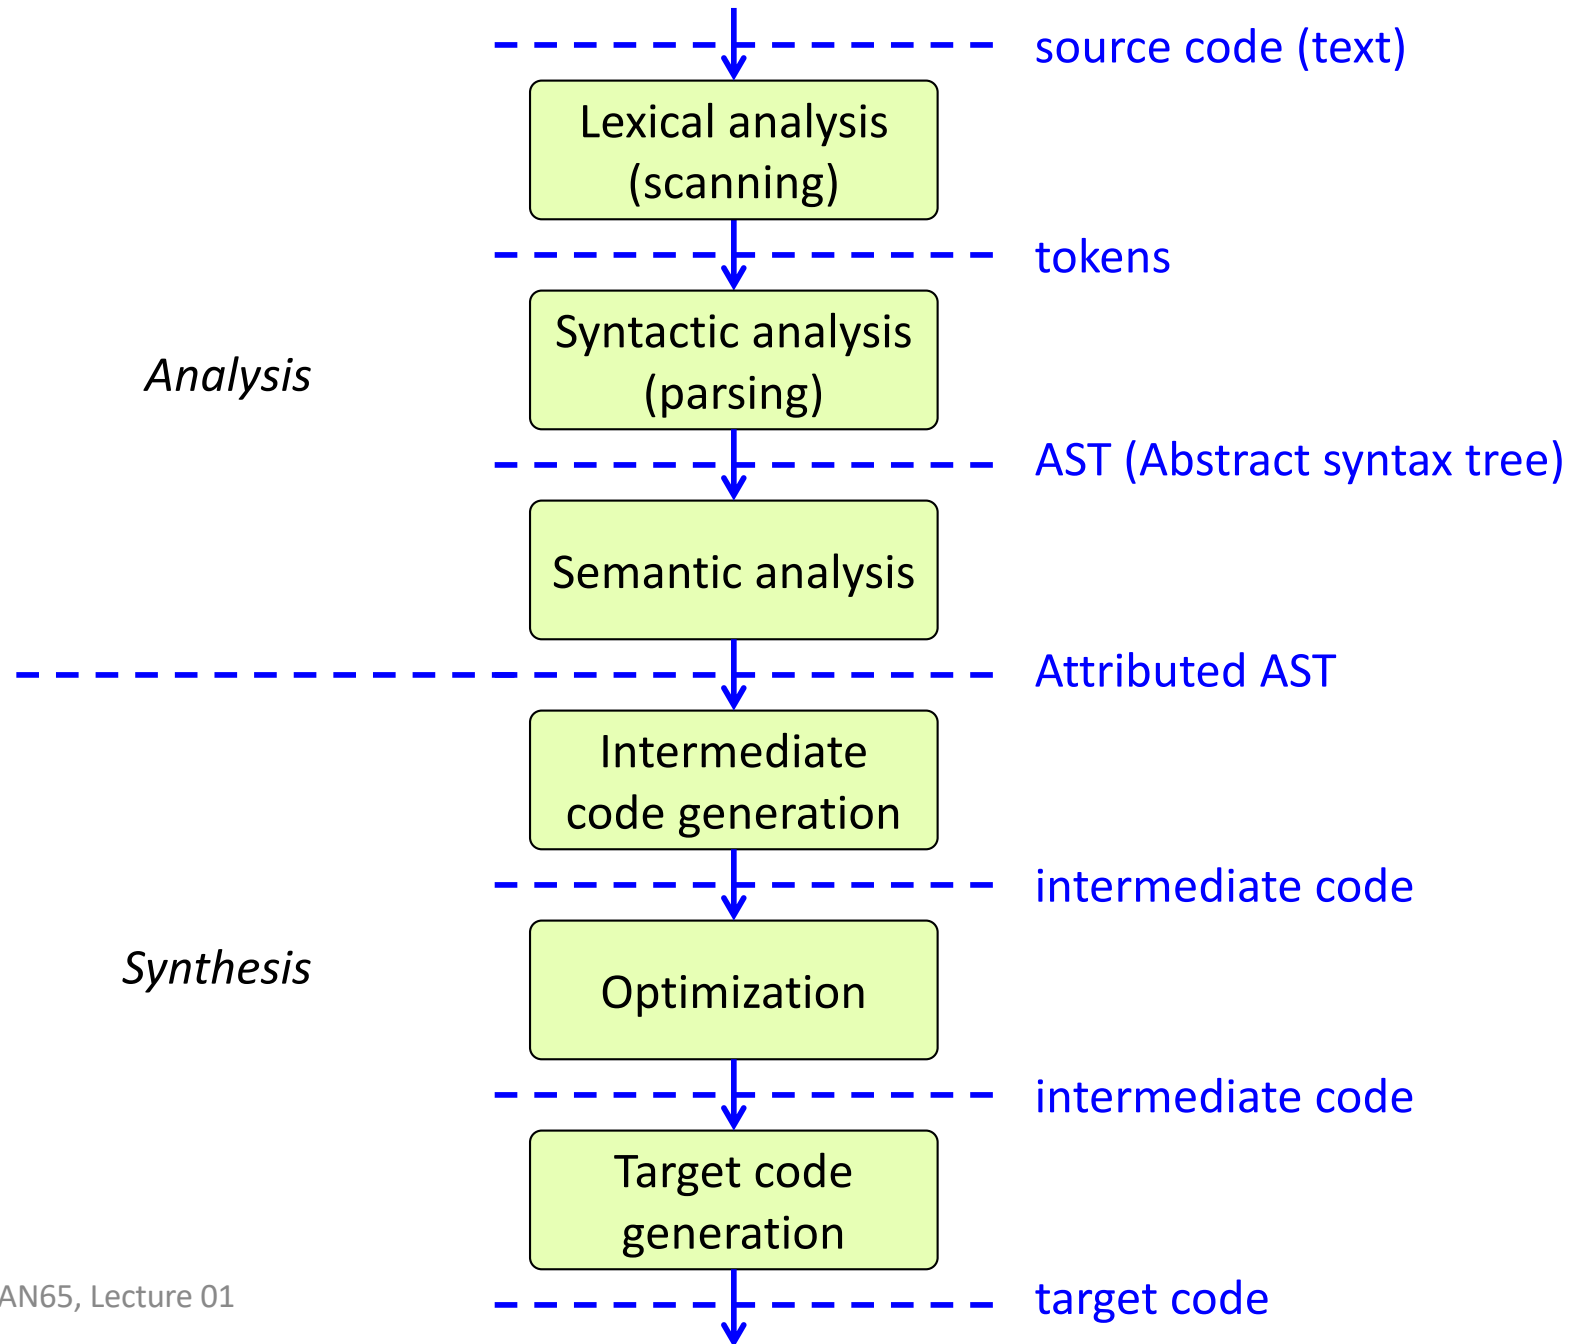 source code (text)
Lexical analysis
(scanning)
tokens
Syntactic analysis
(parsing)
Analysis
AST (Abstract syntax tree)
Semantic analysis
Attributed AST
Intermediate
code generation
intermediate code
Synthesis
Optimization
intermediate code
Target code
generation
AN65, Lecture 01
target code